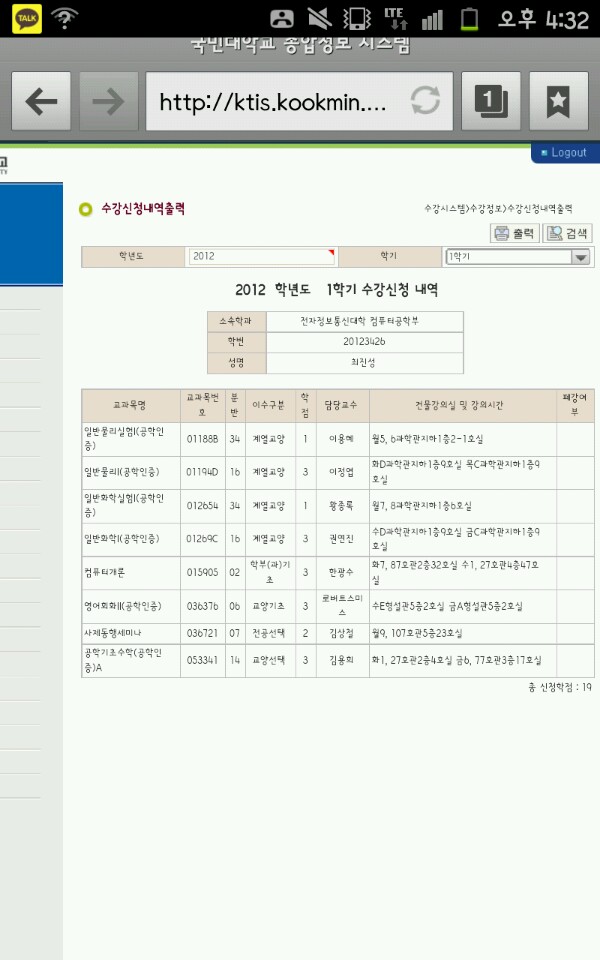 TALK
LTE
오후 4:32
국민대학교 종합정보 시스템
http://ktis.kookmin....
1
Logout
수강신청내역출력
수강시스템>수강정보>수강신청내역출력
출력 검색
학년도 2012 학기 1학기
2012 학년도 1학기 수강신청 내역
소속학과 전자정보통신대학 컴퓨터공학부
학번 20123426
성명 최진성
교과목명 교과목번호 분반 이수구분 학점 담당교수 건물강의실 및 강의시간 폐강여부
일반물리실험I(공학인증) 01188B 34 계열교양 1 이용혜 월5, 6과학관지하1층2-1호실
일반물리I(공학인증) 01194D 16 계열교양 3 이정엽 화D과학관지하1층9호실 목C과학관지하1층9호실
일반화학실험I(공학인증) 012654 34 계열교양 1 황종록 월7, 8과학관지하1층6호실
일반화학I(공학인증) 01269C 16 계열교양 3 권연진 수D과학관지하1층9호실 금C과학관지하1층9호실
컴퓨터개론 015905 02 학부(과)기초 3 한광수 화7, 87호관2층32호실 수1, 27호관4층47호실
영어회화II(공학인증) 036376 06 교양기초 3 로버트스미스 수E형설관5층2호실 금A형설관5층2호실
사제동행세미나 036721 07 전공선택 2 김상철 월9, 107호관5층23호실
공학기초수학(공학인증)A 053341 14 교양선택 3 김용희 화1, 27호관2층4호실 금6, 77호관3층17호실
총 신청학점 : 19